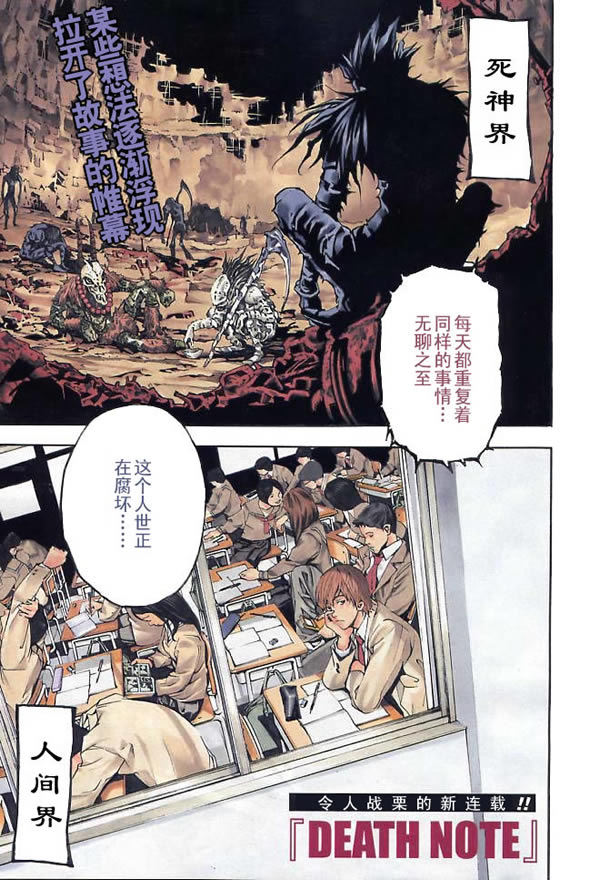 死神界
某些想法逐渐浮现
拉开了故事的帷幕
每天都重复着
同样的事情…
无聊之至
这个人世正
在腐坏……
人间界
令人战栗的新连载!!
『DEATH NOTE』